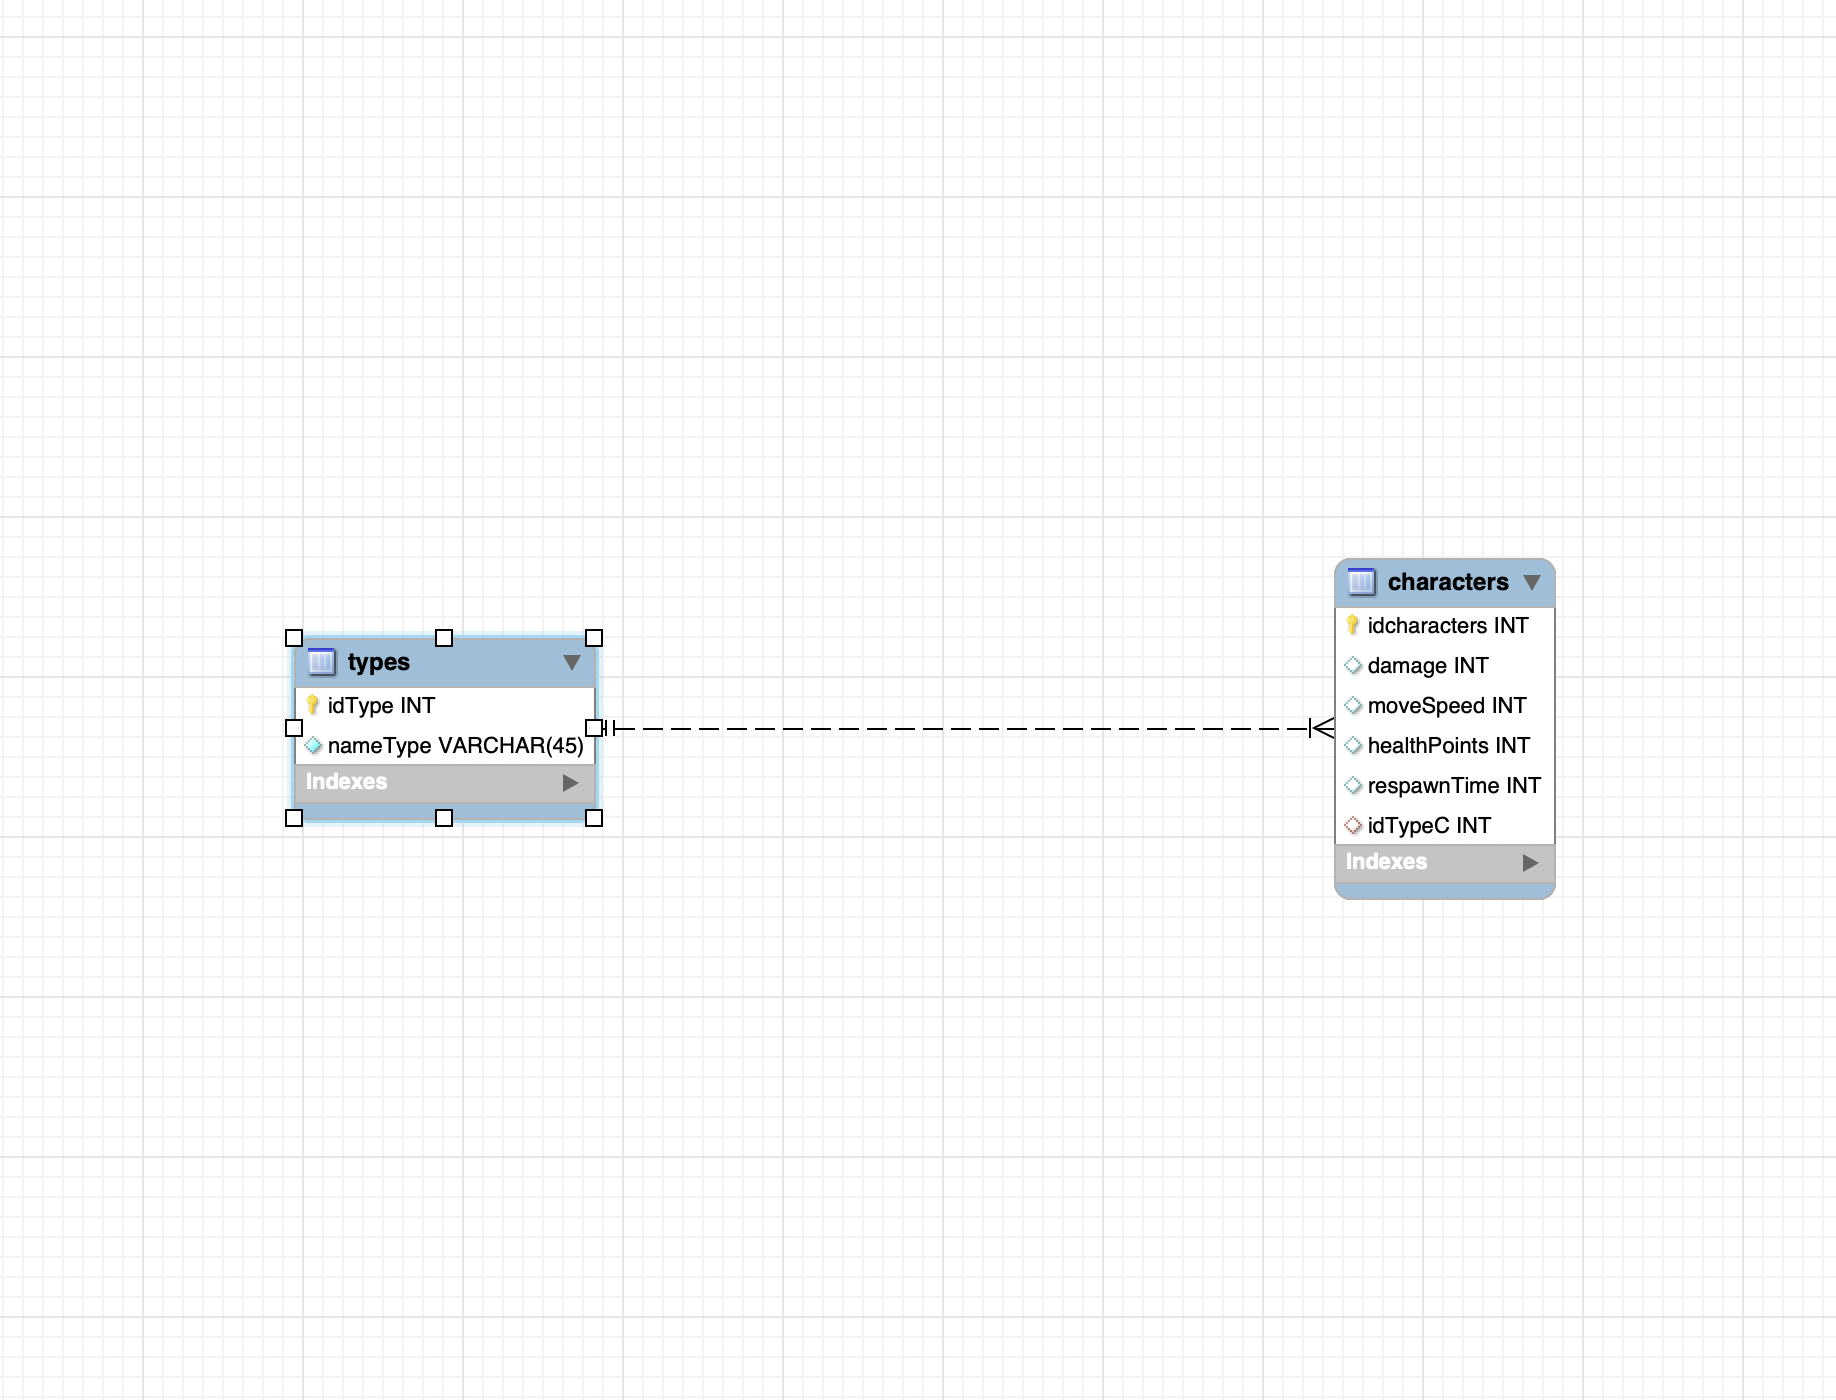 types
idType INT
nameType VARCHAR(45)
Indexes
characters
idcharacters INT
damage INT
moveSpeed INT
healthPoints INT
respawnTime INT
idTypeC INT
Indexes